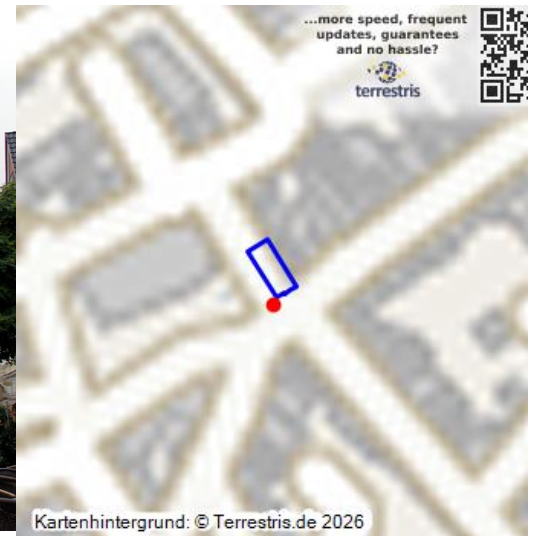 ...more speed, frequent
updates, guarantees
and no hassle?
terrestris
Kartenhintergrund: © Terrestris.de 2026